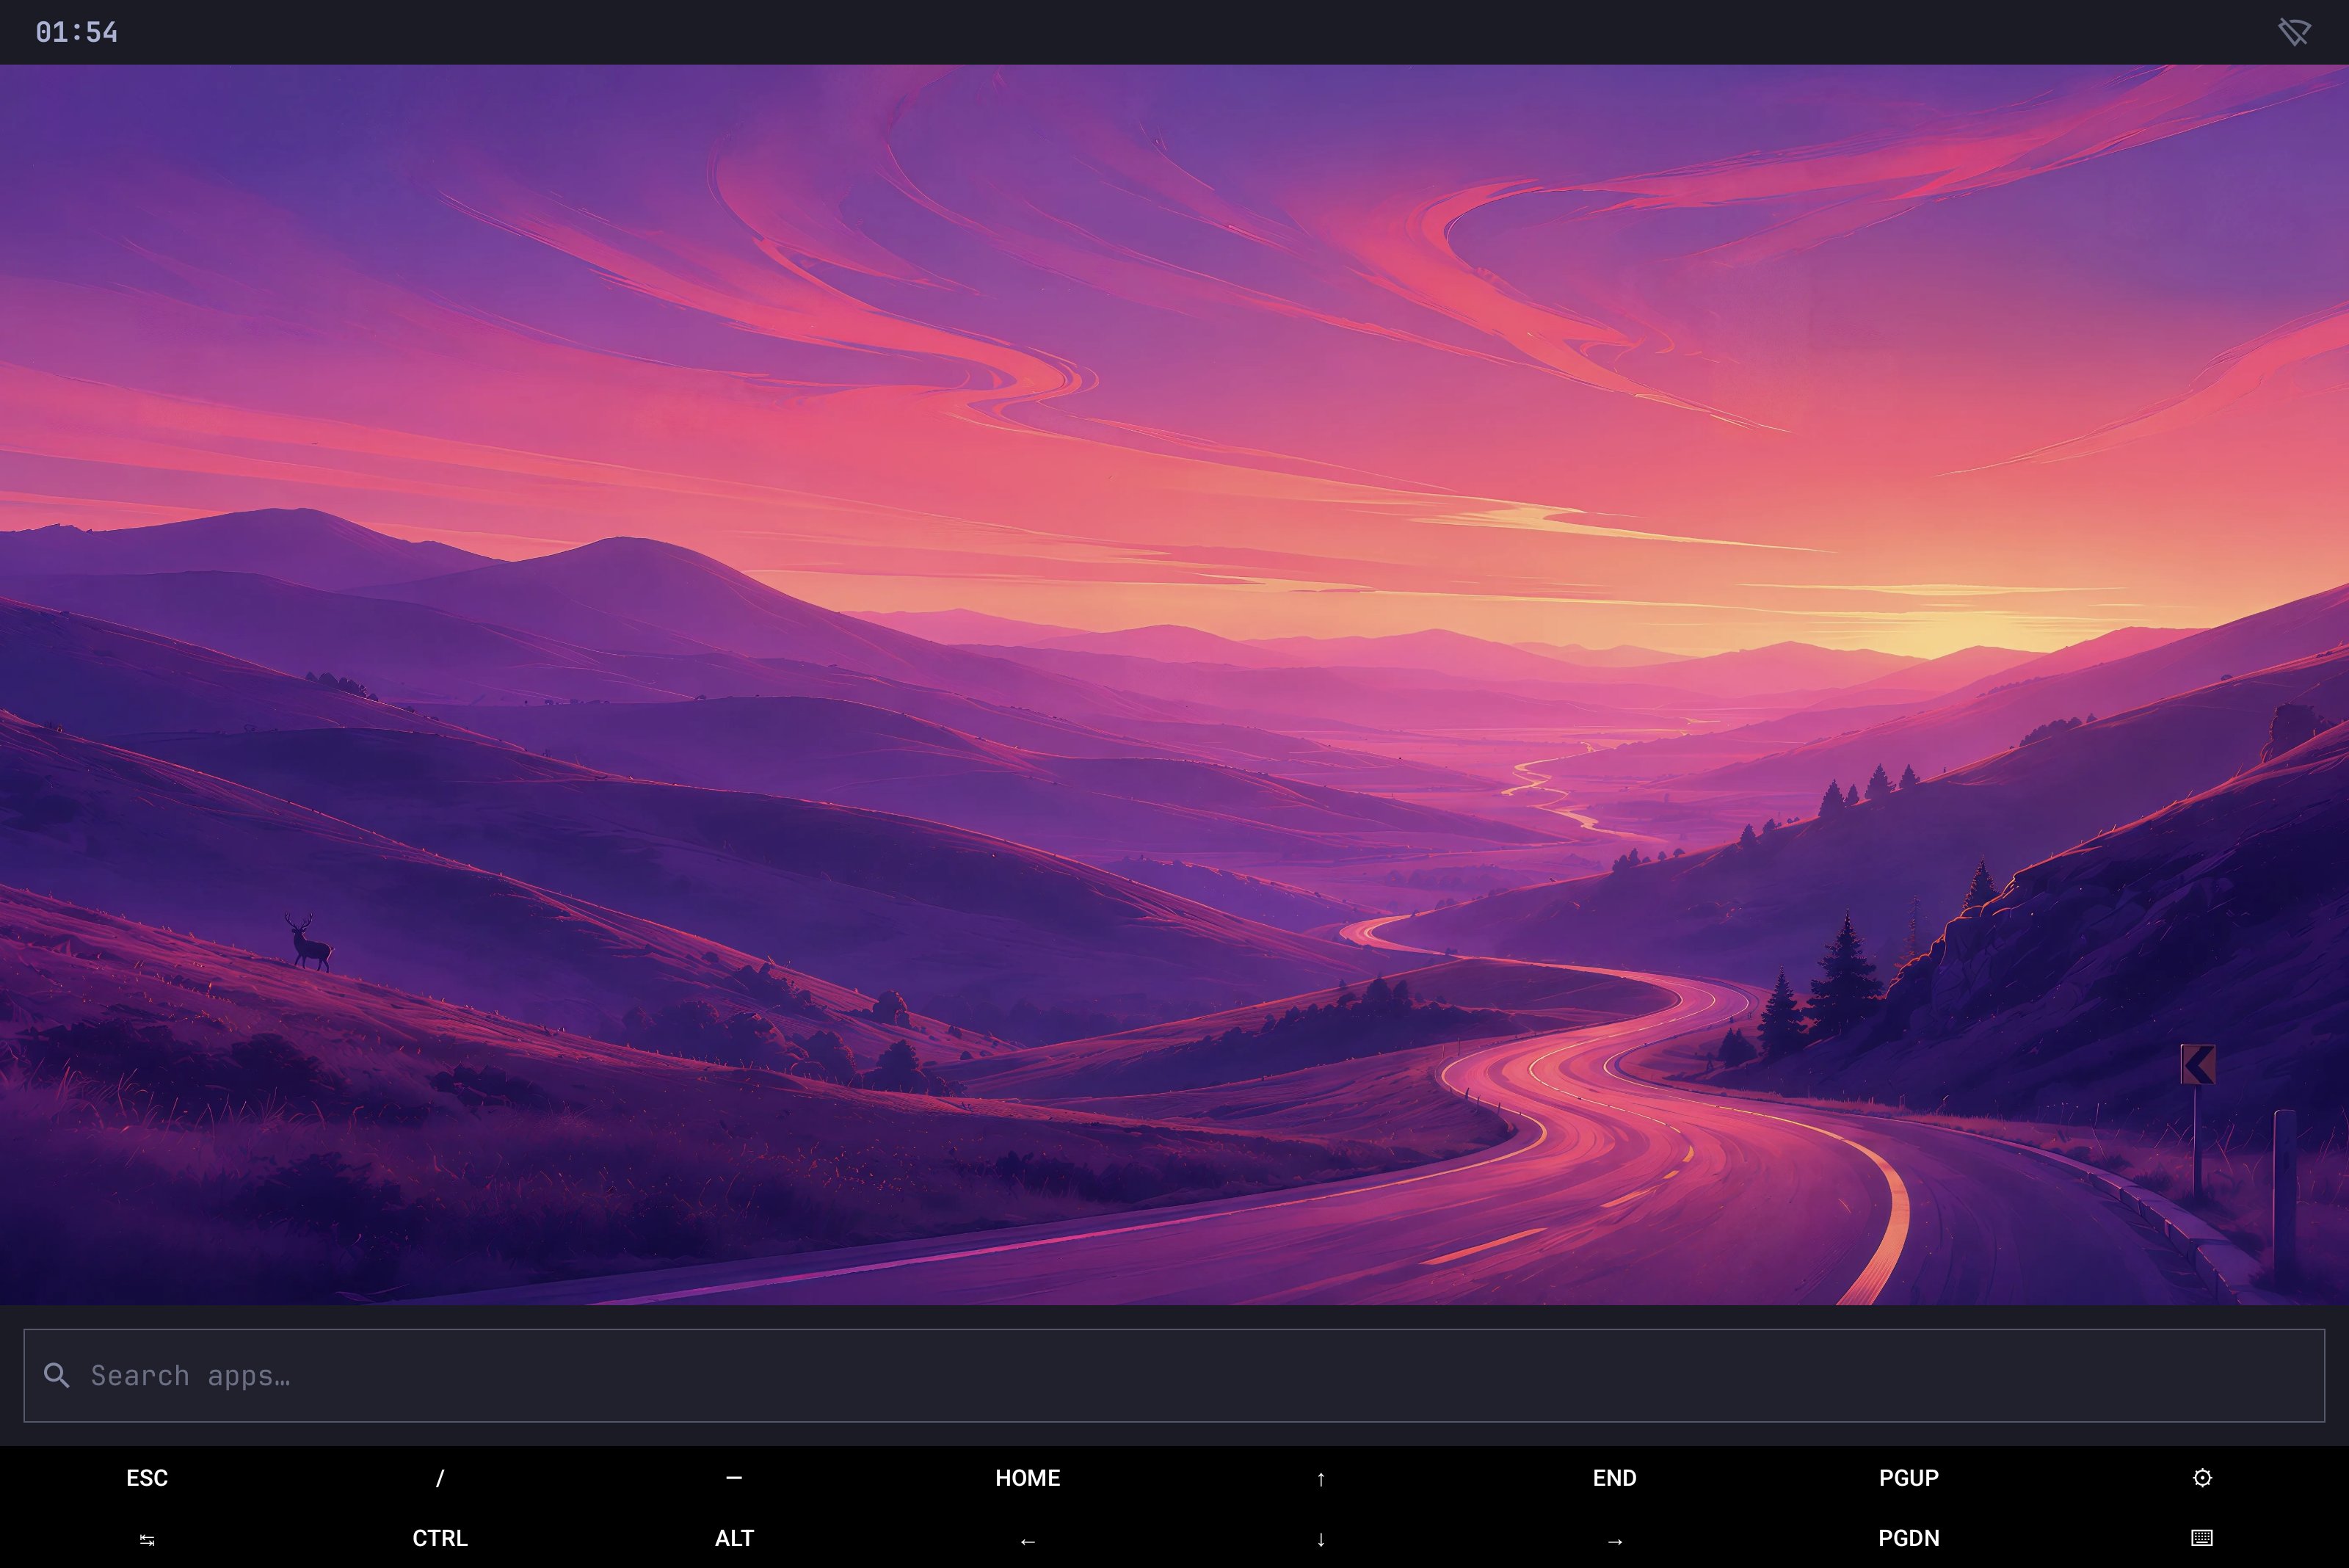 01:54
Search apps…
ESC / — HOME ↑ END PGUP
↹ CTRL ALT ← ↓ → PGDN